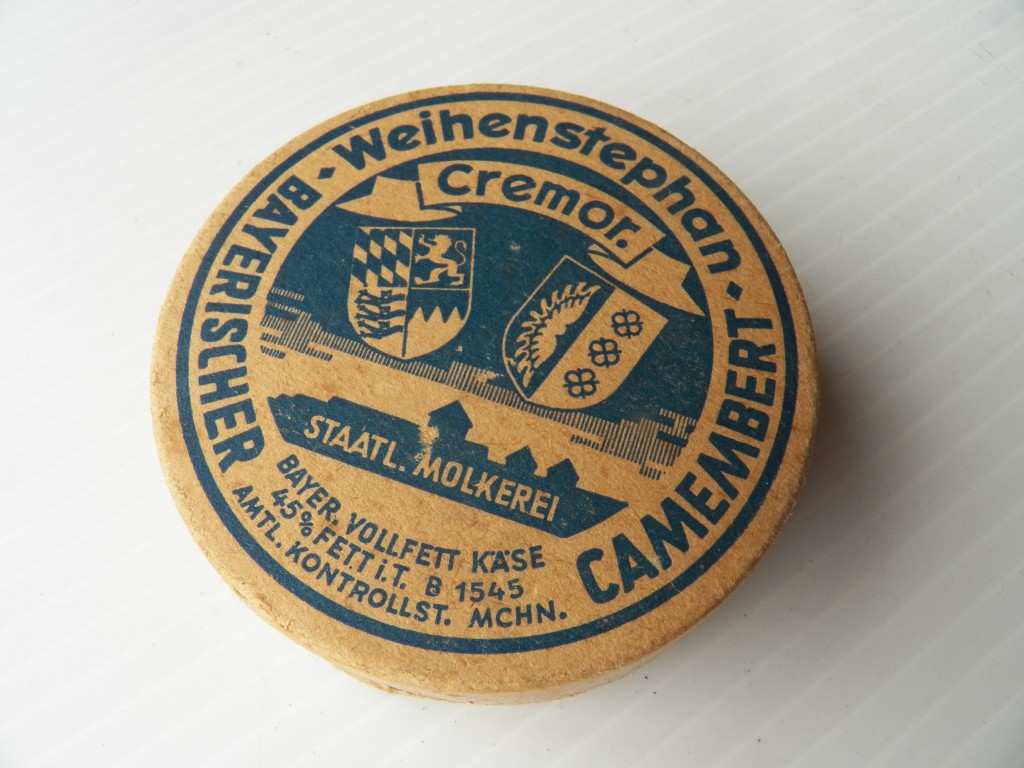 Weihenstephan
Cremor.
BAYERISCHER CAMEMBERT
STAATL. MOLKEREI
BAYER. VOLLFETT KÄSE
45% FETT i.T. B 1545
AMTL. KONTROLLST. MCHN.